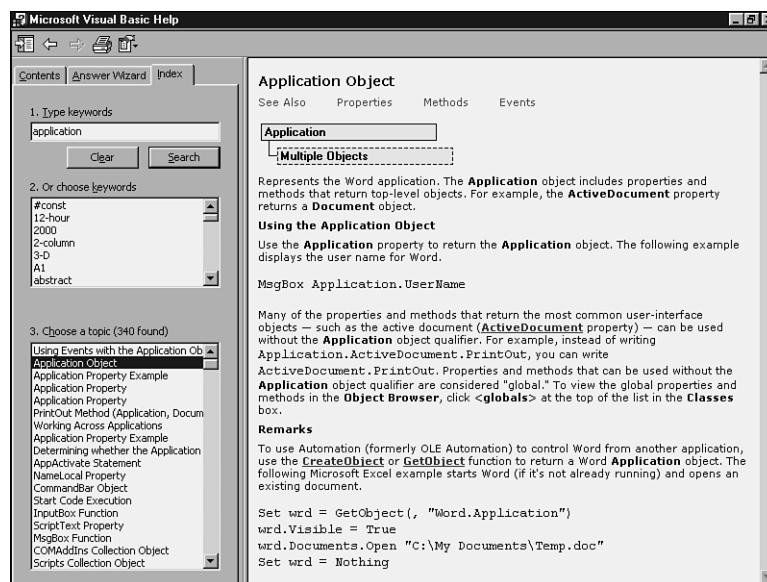 Microsoft Visual Basic Help
Contents
Answer Wizard
Index
1. Type keywords
application
Clear
Search
2. Or choose keywords
#const
12-hour
2000
2-column
3-D
A1
abstract
3. Choose a topic (340 found)
Using Events with the Application Ob
Application Object
Application Property Example
Application Property
Application Property
PrintOut Method (Application, Docum
Working Across Applications
Application Property Example
Determining whether the Application
AppActivate Statement
NameLocal Property
CommandBar Object
Start Code Execution
InputBox Function
ScriptText Property
MsgBox Function
COMAddIns Collection Object
Scripts Collection Object
Application Object
See Also Properties Methods Events
Application
Multiple Objects
Represents the Word application. The Application object includes properties and
methods that return top-level objects. For example, the ActiveDocument property
returns a Document object.
Using the Application Object
Use the Application property to return the Application object. The following example
displays the user name for Word.
MsgBox Application.UserName
Many of the properties and methods that return the most common user-interface
objects — such as the active document (ActiveDocument property) — can be used
without the Application object qualifier. For example, instead of writing
Application.ActiveDocument.PrintOut, you can write
ActiveDocument.PrintOut. Properties and methods that can be used without the
Application object qualifier are considered "global." To view the global properties and
methods in the Object Browser, click <globals> at the top of the list in the Classes
box.
Remarks
To use Automation (formerly OLE Automation) to control Word from another application,
use the CreateObject or GetObject function to return a Word Application object. The
following Microsoft Excel example starts Word (if it's not already running) and opens an
existing document.
Set wrd = GetObject(, "Word.Application")
wrd.Visible = True
wrd.Documents.Open "C:\My Documents\Temp.doc"
Set wrd = Nothing